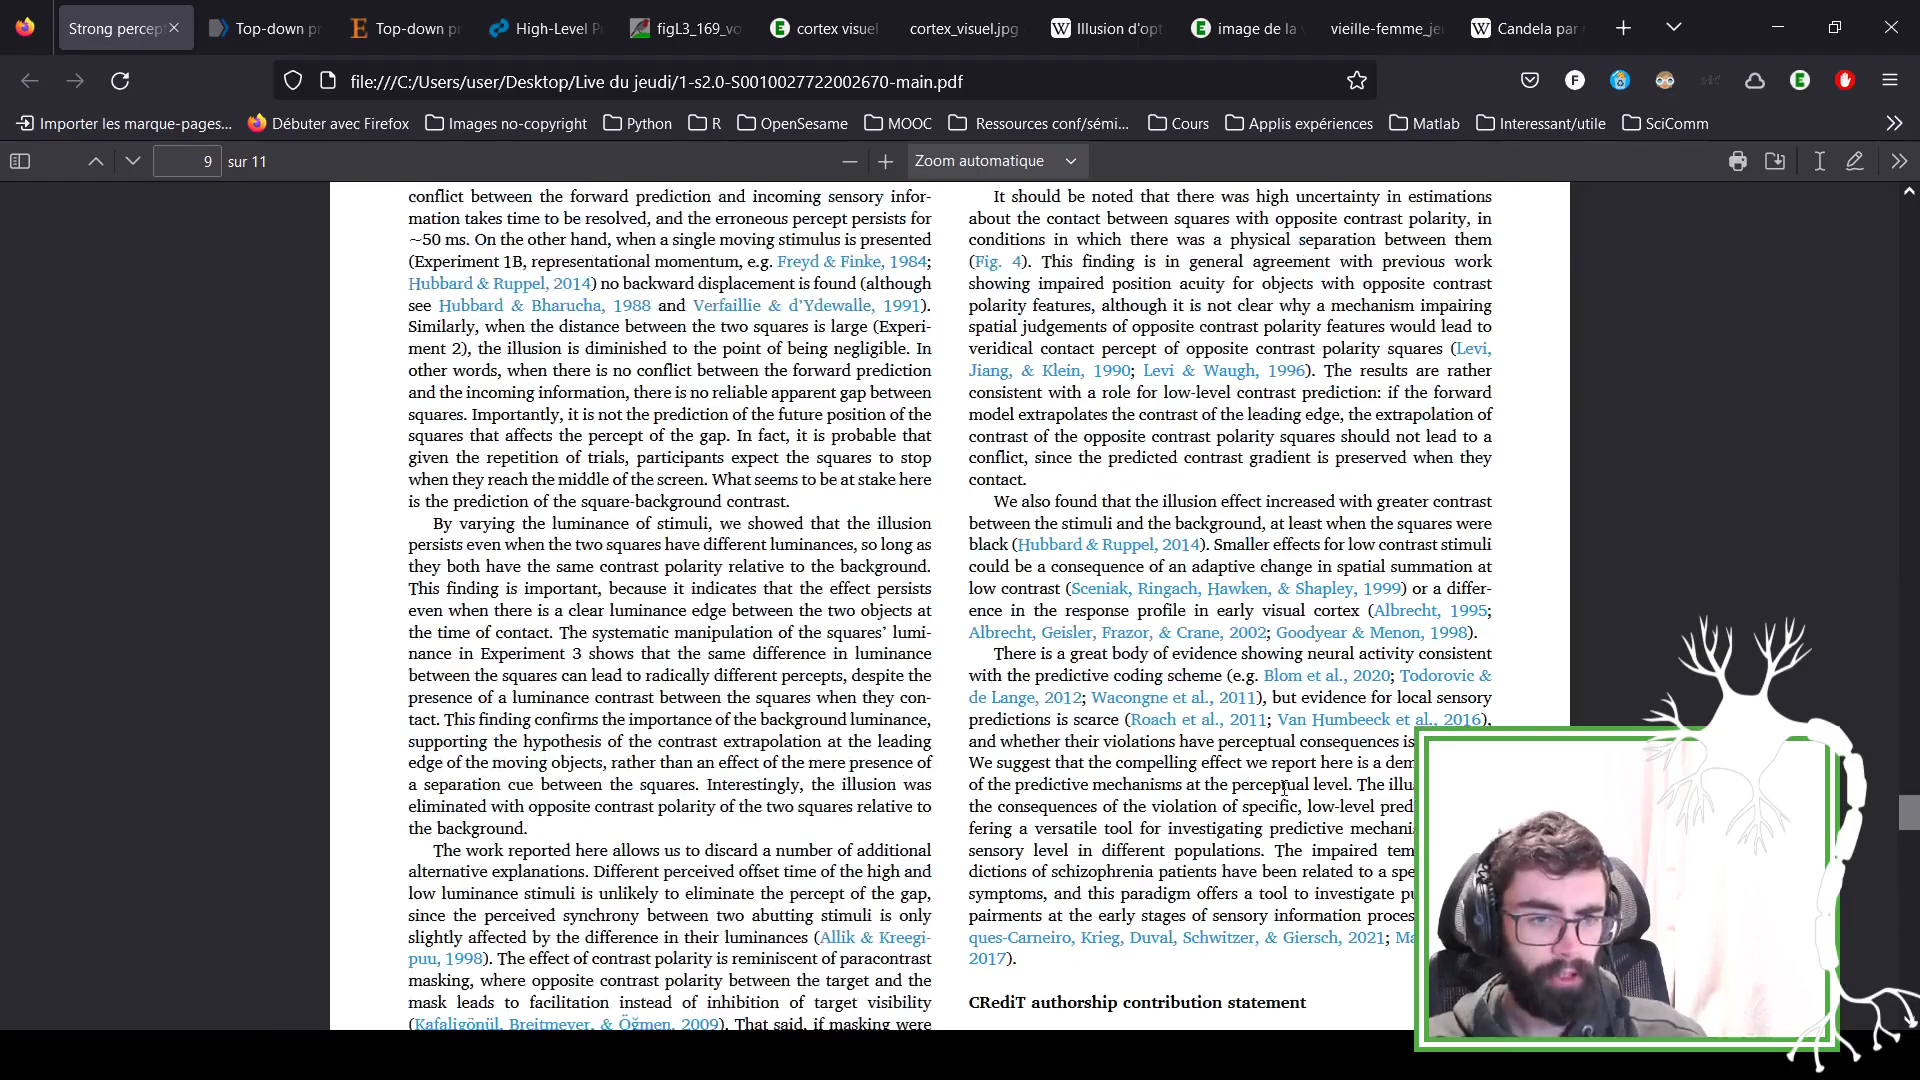 Strong percep
Top-down pr
Top-down pr
High-Level P
figL3_169_vo
cortex visuel
cortex_visuel.jpg
Illusion d'opt
image de la
vieille-femme_je
Candela par
file:///C:/Users/user/Desktop/Live du jeudi/1-s2.0-S0010027722002670-main.pdf
Importer les marque-pages...
Débuter avec Firefox
Images no-copyright
Python
R
OpenSesame
MOOC
Ressources conf/sémi...
Cours
Applis expériences
Matlab
Interessant/utile
SciComm
9 sur 11
Zoom automatique
conflict between the forward prediction and incoming sensory infor-
mation takes time to be resolved, and the erroneous percept persists for
~50 ms. On the other hand, when a single moving stimulus is presented
(Experiment 1B, representational momentum, e.g. Freyd & Finke, 1984;
Hubbard & Ruppel, 2014) no backward displacement is found (although
see Hubbard & Bharucha, 1988 and Verfaillie & d'Ydewalle, 1991).
Similarly, when the distance between the two squares is large (Experi-
ment 2), the illusion is diminished to the point of being negligible. In
other words, when there is no conflict between the forward prediction
and the incoming information, there is no reliable apparent gap between
squares. Importantly, it is not the prediction of the future position of the
squares that affects the percept of the gap. In fact, it is probable that
given the repetition of trials, participants expect the squares to stop
when they reach the middle of the screen. What seems to be at stake here
is the prediction of the square-background contrast.
By varying the luminance of stimuli, we showed that the illusion
persists even when the two squares have different luminances, so long as
they both have the same contrast polarity relative to the background.
This finding is important, because it indicates that the effect persists
even when there is a clear luminance edge between the two objects at
the time of contact. The systematic manipulation of the squares' lumi-
nance in Experiment 3 shows that the same difference in luminance
between the squares can lead to radically different percepts, despite the
presence of a luminance contrast between the squares when they con-
tact. This finding confirms the importance of the background luminance,
supporting the hypothesis of the contrast extrapolation at the leading
edge of the moving objects, rather than an effect of the mere presence of
a separation cue between the squares. Interestingly, the illusion was
eliminated with opposite contrast polarity of the two squares relative to
the background.
The work reported here allows us to discard a number of additional
alternative explanations. Different perceived offset time of the high and
low luminance stimuli is unlikely to eliminate the percept of the gap,
since the perceived synchrony between two abutting stimuli is only
slightly affected by the difference in their luminances (Allik & Kreegi-
puu, 1998). The effect of contrast polarity is reminiscent of paracontrast
masking, where opposite contrast polarity between the target and the
mask leads to facilitation instead of inhibition of target visibility
(Kafaligönül, Breitmeyer, & Öğmen, 2009). That said, if masking were
It should be noted that there was high uncertainty in estimations
about the contact between squares with opposite contrast polarity, in
conditions in which there was a physical separation between them
(Fig. 4). This finding is in general agreement with previous work
showing impaired position acuity for objects with opposite contrast
polarity features, although it is not clear why a mechanism impairing
spatial judgements of opposite contrast polarity features would lead to
veridical contact percept of opposite contrast polarity squares (Levi,
Jiang, & Klein, 1990; Levi & Waugh, 1996). The results are rather
consistent with a role for low-level contrast prediction: if the forward
model extrapolates the contrast of the leading edge, the extrapolation of
contrast of the opposite contrast polarity squares should not lead to a
conflict, since the predicted contrast gradient is preserved when they
contact.
We also found that the illusion effect increased with greater contrast
between the stimuli and the background, at least when the squares were
black (Hubbard & Ruppel, 2014). Smaller effects for low contrast stimuli
could be a consequence of an adaptive change in spatial summation at
low contrast (Sceniak, Ringach, Hawken, & Shapley, 1999) or a differ-
ence in the response profile in early visual cortex (Albrecht, 1995;
Albrecht, Geisler, Frazor, & Crane, 2002; Goodyear & Menon, 1998).
There is a great body of evidence showing neural activity consistent
with the predictive coding scheme (e.g. Blom et al., 2020; Todorovic &
de Lange, 2012; Wacongne et al., 2011), but evidence for local sensory
predictions is scarce (Roach et al., 2011; Van Humbeeck et al., 2016),
and whether their violations have perceptual consequences is
We suggest that the compelling effect we report here is a dem
of the predictive mechanisms at the perceptual level. The illu
the consequences of the violation of specific, low-level pred
fering a versatile tool for investigating predictive mechani
sensory level in different populations. The impaired tem
dictions of schizophrenia patients have been related to a spe
symptoms, and this paradigm offers a tool to investigate p
pairments at the early stages of sensory information proces
ques-Carneiro, Krieg, Duval, Schwitzer, & Giersch, 2021; Ma
2017).
CRediT authorship contribution statement